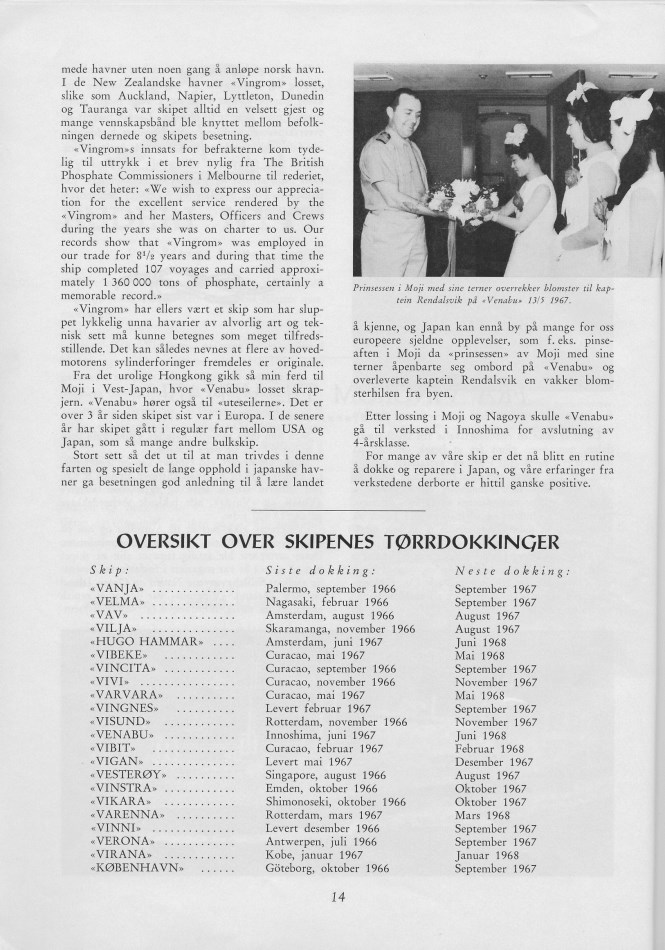 mede havner uten noen gang å anløpe norsk havn.
I de New Zealandske havner «Vingrom» losset,
slike som Auckland, Napier, Lyttleton, Dunedin
og Tauranga var skipet alltid en velsett gjest og
mange vennskapsbånd ble knyttet mellom befolk-
ningen dernede og skipets besetning.
«Vingrom»s innsats for befrakterne kom tyde-
lig til uttrykk i et brev nylig fra The British
Phosphate Commissioners i Melbourne til rederiet,
hvor det heter: «We wish to express our apprecia-
tion for the excellent service rendered by the
«Vingrom» and her Masters, Officers and Crews
during the years she was on charter to us. Our
records show that «Vingrom» was employed in
our trade for 8¹/₂ years and during that time the
ship completed 107 voyages and carried approxi-
mately 1 360 000 tons of phosphate, certainly a
memorable record.»
«Vingrom» har ellers vært et skip som har slup-
pet lykkelig unna havarier av alvorlig art og tek-
nisk sett må kunne betegnes som meget tilfreds-
stillende. Det kan således nevnes at flere av hoved-
motorens sylinderforinger fremdeles er originale.
Fra det urolige Hongkong gikk så min ferd til
Moji i Vest-Japan, hvor «Venabu» losset skrap-
jern. «Venabu» hører også til «uteseilerne». Det er
over 3 år siden skipet sist var i Europa. I de senere
år har skipet gått i regulær fart mellom USA og
Japan, som så mange andre bulkskip.
Stort sett så det ut til at man trivdes i denne
farten og spesielt de lange opphold i japanske hav-
ner ga besetningen god anledning til å lære landet
Prinsessen i Moji med sine terner overrekker blomster til kap-
tein Rendalsvik på «Venabu» 13/5 1967.
å kjenne, og Japan kan ennå by på mange for oss
europeere sjeldne opplevelser, som f. eks. pinse-
aften i Moji da «prinsessen» av Moji med sine
terner åpenbarte seg ombord på «Venabu» og
overleverte kaptein Rendalsvik en vakker blom-
sterhilsen fra byen.
Etter lossing i Moji og Nagoya skulle «Venabu»
gå til verksted i Innoshima for avslutning av
4-årsklasse.
For mange av våre skip er det nå blitt en rutine
å dokke og reparere i Japan, og våre erfaringer fra
verkstedene derborte er hittil ganske positive.
OVERSIKT OVER SKIPENES TØRRDOKKINGER
Skip: Siste dokking: Neste dokking:
«VANJA» .............. Palermo, september 1966 September 1967
«VELMA» .............. Nagasaki, februar 1966 September 1967
«VAV» ................ Amsterdam, august 1966 August 1967
«VILJA» .............. Skaramanga, november 1966 August 1967
«HUGO HAMMAR» .... Amsterdam, juni 1967 Juni 1968
«VIBEKE» ............ Curacao, mai 1967 Mai 1968
«VINCITA» ............ Curacao, september 1966 September 1967
«VIVI» ................ Curacao, november 1966 November 1967
«VARVARA» .......... Curacao, mai 1967 Mai 1968
«VINGNES» .......... Levert februar 1967 September 1967
«VISUND» ............ Rotterdam, november 1966 November 1967
«VENABU» ............ Innoshima, juni 1967 Juni 1968
«VIBIT» .............. Curacao, februar 1967 Februar 1968
«VIGAN» .............. Levert mai 1967 Desember 1967
«VESTERØY» .......... Singapore, august 1966 August 1967
«VINSTRA» ............ Emden, oktober 1966 Oktober 1967
«VIKARA» ............ Shimonoseki, oktober 1966 Oktober 1967
«VARENNA» .......... Rotterdam, mars 1967 Mars 1968
«VINNI» .............. Levert desember 1966 September 1967
«VERONA» ............ Antwerpen, juli 1966 September 1967
«VIRANA» ............ Kobe, januar 1967 Januar 1968
«KØBENHAVN» ...... Göteborg, oktober 1966 September 1967
14